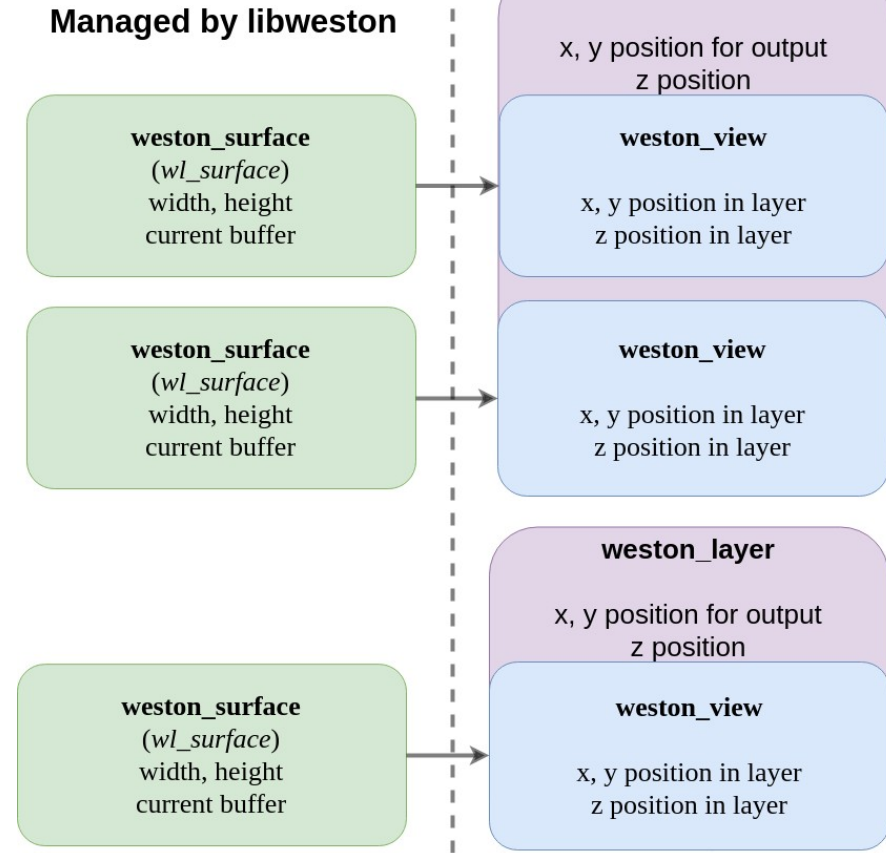 Managed by libweston
x, y position for output
z position
weston_surface
(wl_surface)
width, height
current buffer
weston_view
x, y position in layer
z position in layer
weston_surface
(wl_surface)
width, height
current buffer
weston_view
x, y position in layer
z position in layer
weston_layer
x, y position for output
z position
weston_surface
(wl_surface)
width, height
current buffer
weston_view
x, y position in layer
z position in layer